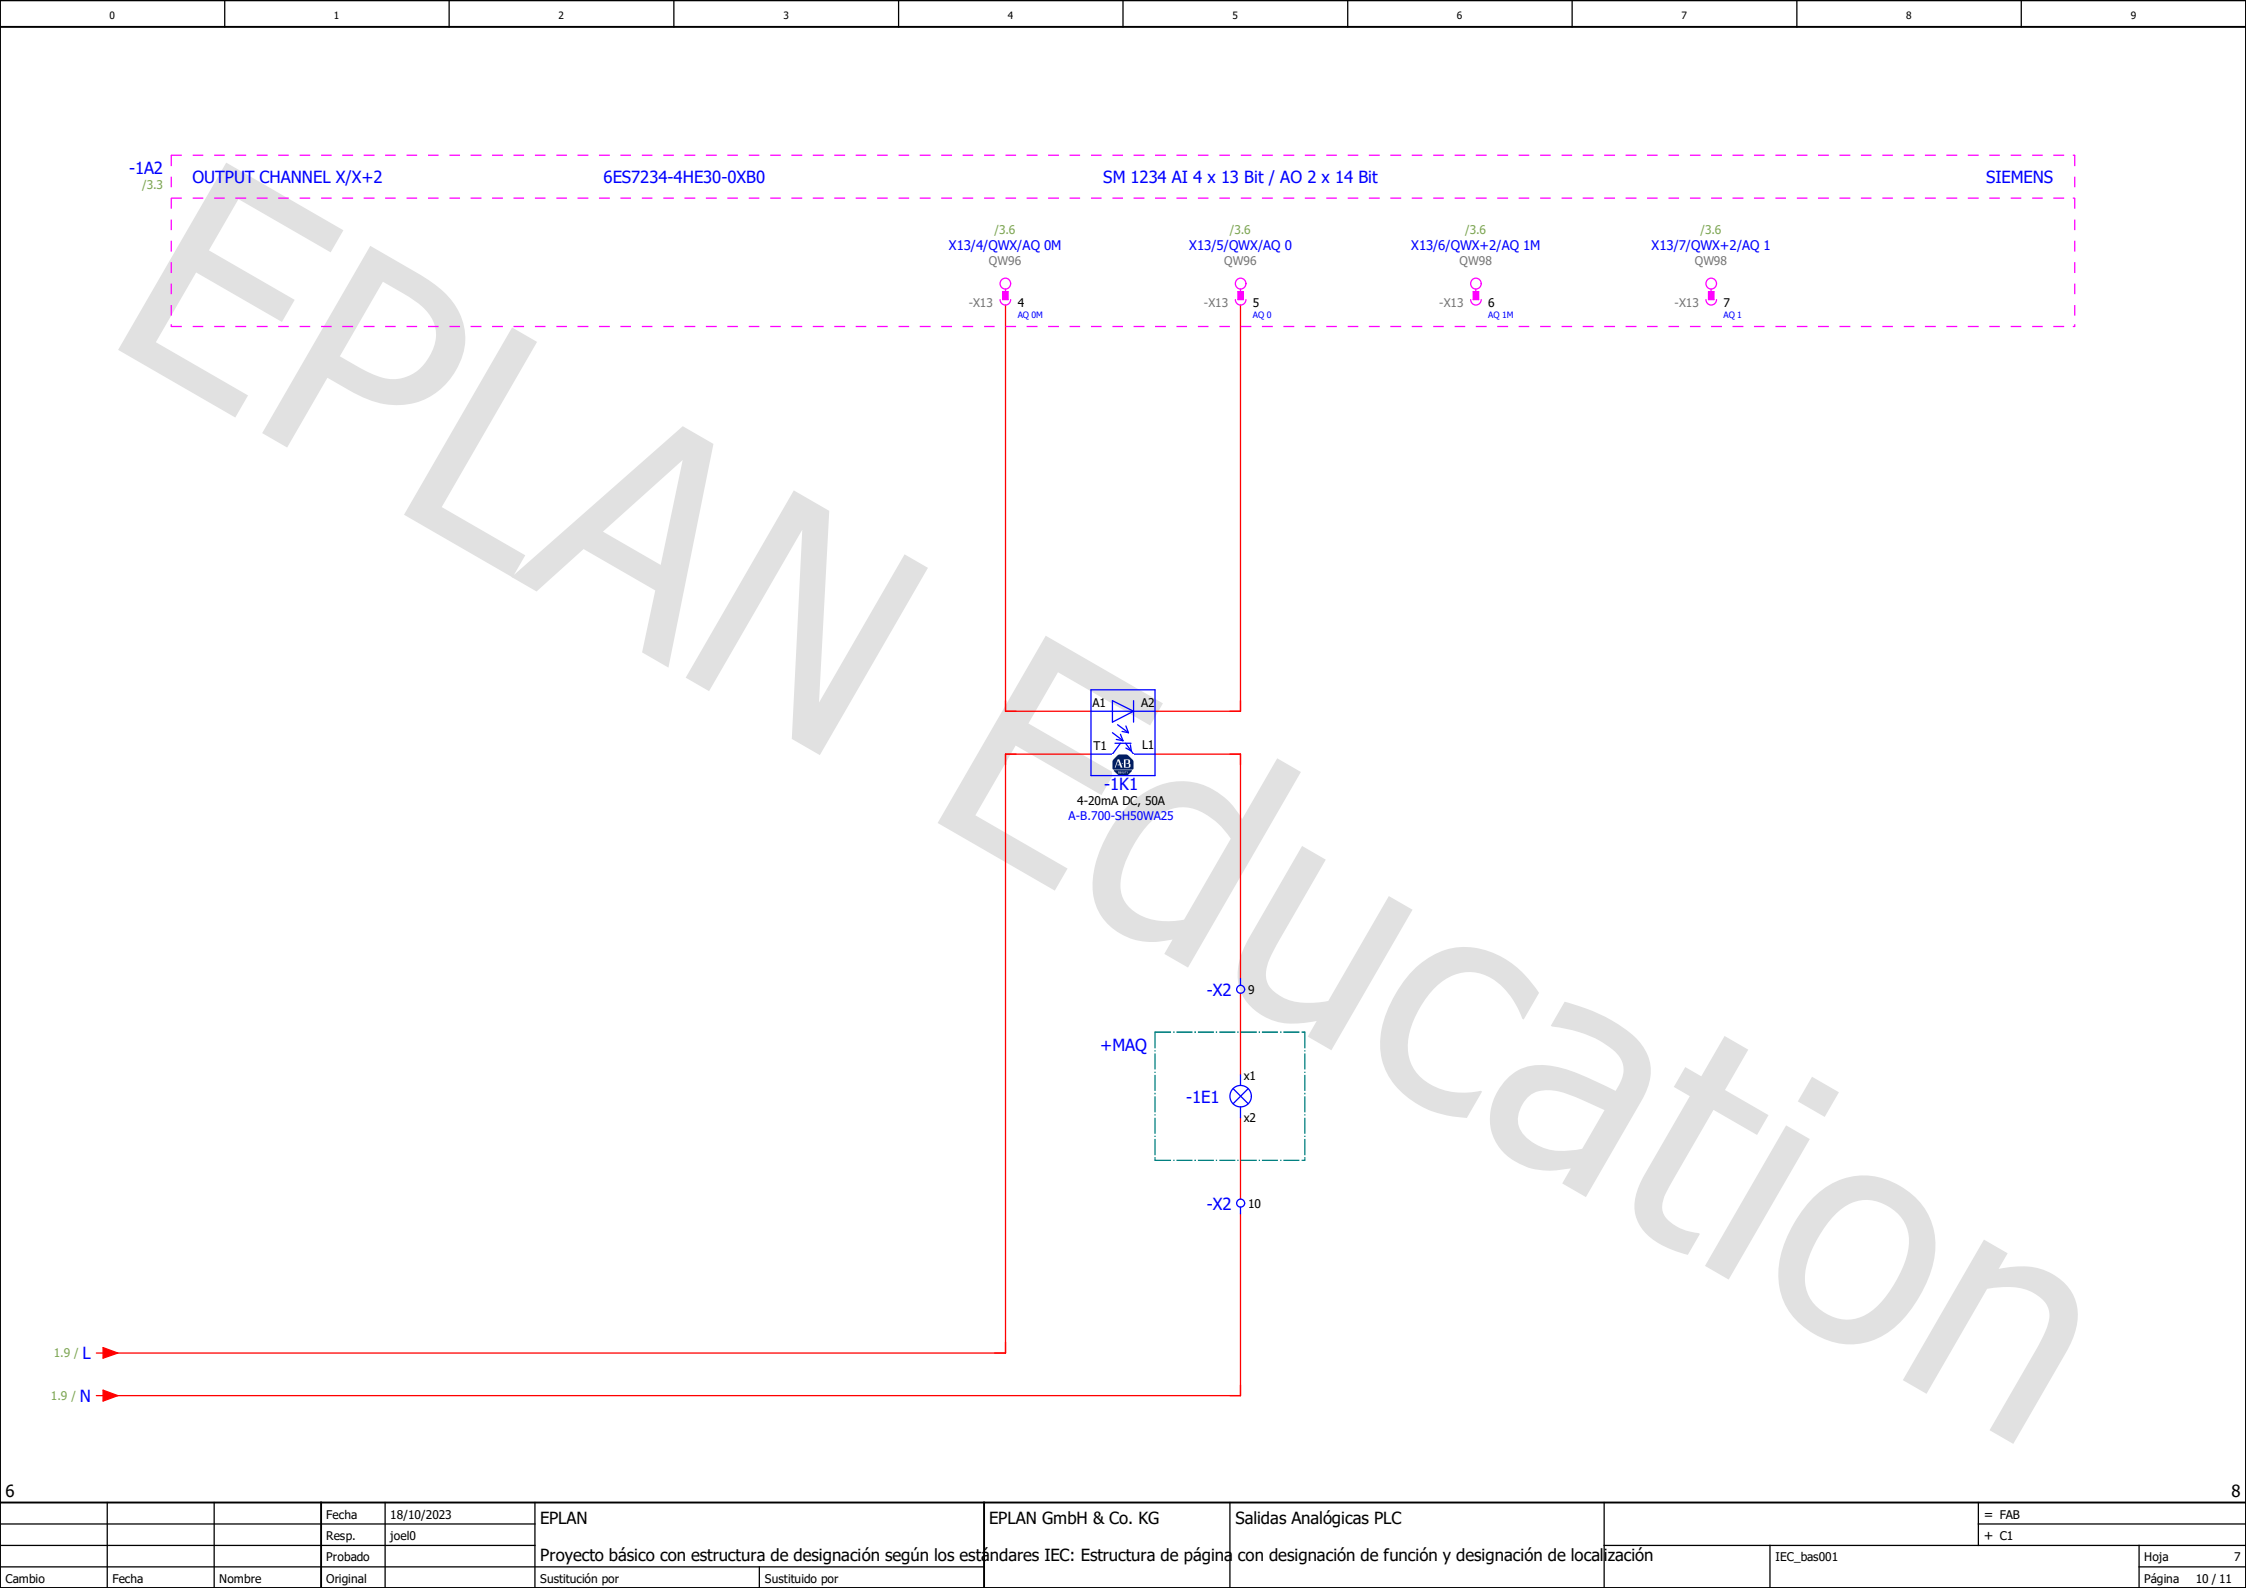 0 1 2 3 4 5 6 7 8 9
-1A2
/3.3
OUTPUT CHANNEL X/X+2 6ES7234-4HE30-0XB0 SM 1234 AI 4 x 13 Bit / AO 2 x 14 Bit SIEMENS
/3.6 /3.6 /3.6 /3.6
X13/4/QWX/AQ 0M X13/5/QWX/AQ 0 X13/6/QWX+2/AQ 1M X13/7/QWX+2/AQ 1
QW96 QW96 QW98 QW98
-X13 4 -X13 5 -X13 6 -X13 7
AQ 0M AQ 0 AQ 1M AQ 1
EPLAN Education
A1 A2
T1 L1
AB
-1K1
4-20mA DC, 50A
A-B.700-SH50WA25
-X2 9
+MAQ
x1
-1E1
x2
-X2 10
1.9 / L
1.9 / N
6 8
Fecha 18/10/2023 EPLAN EPLAN GmbH & Co. KG Salidas Analógicas PLC = FAB
Resp. joel0 + C1
Probado Proyecto básico con estructura de designación según los estándares IEC: Estructura de página con designación de función y designación de localización IEC_bas001 Hoja 7
Cambio Fecha Nombre Original Sustitución por Sustituido por Página 10 / 11